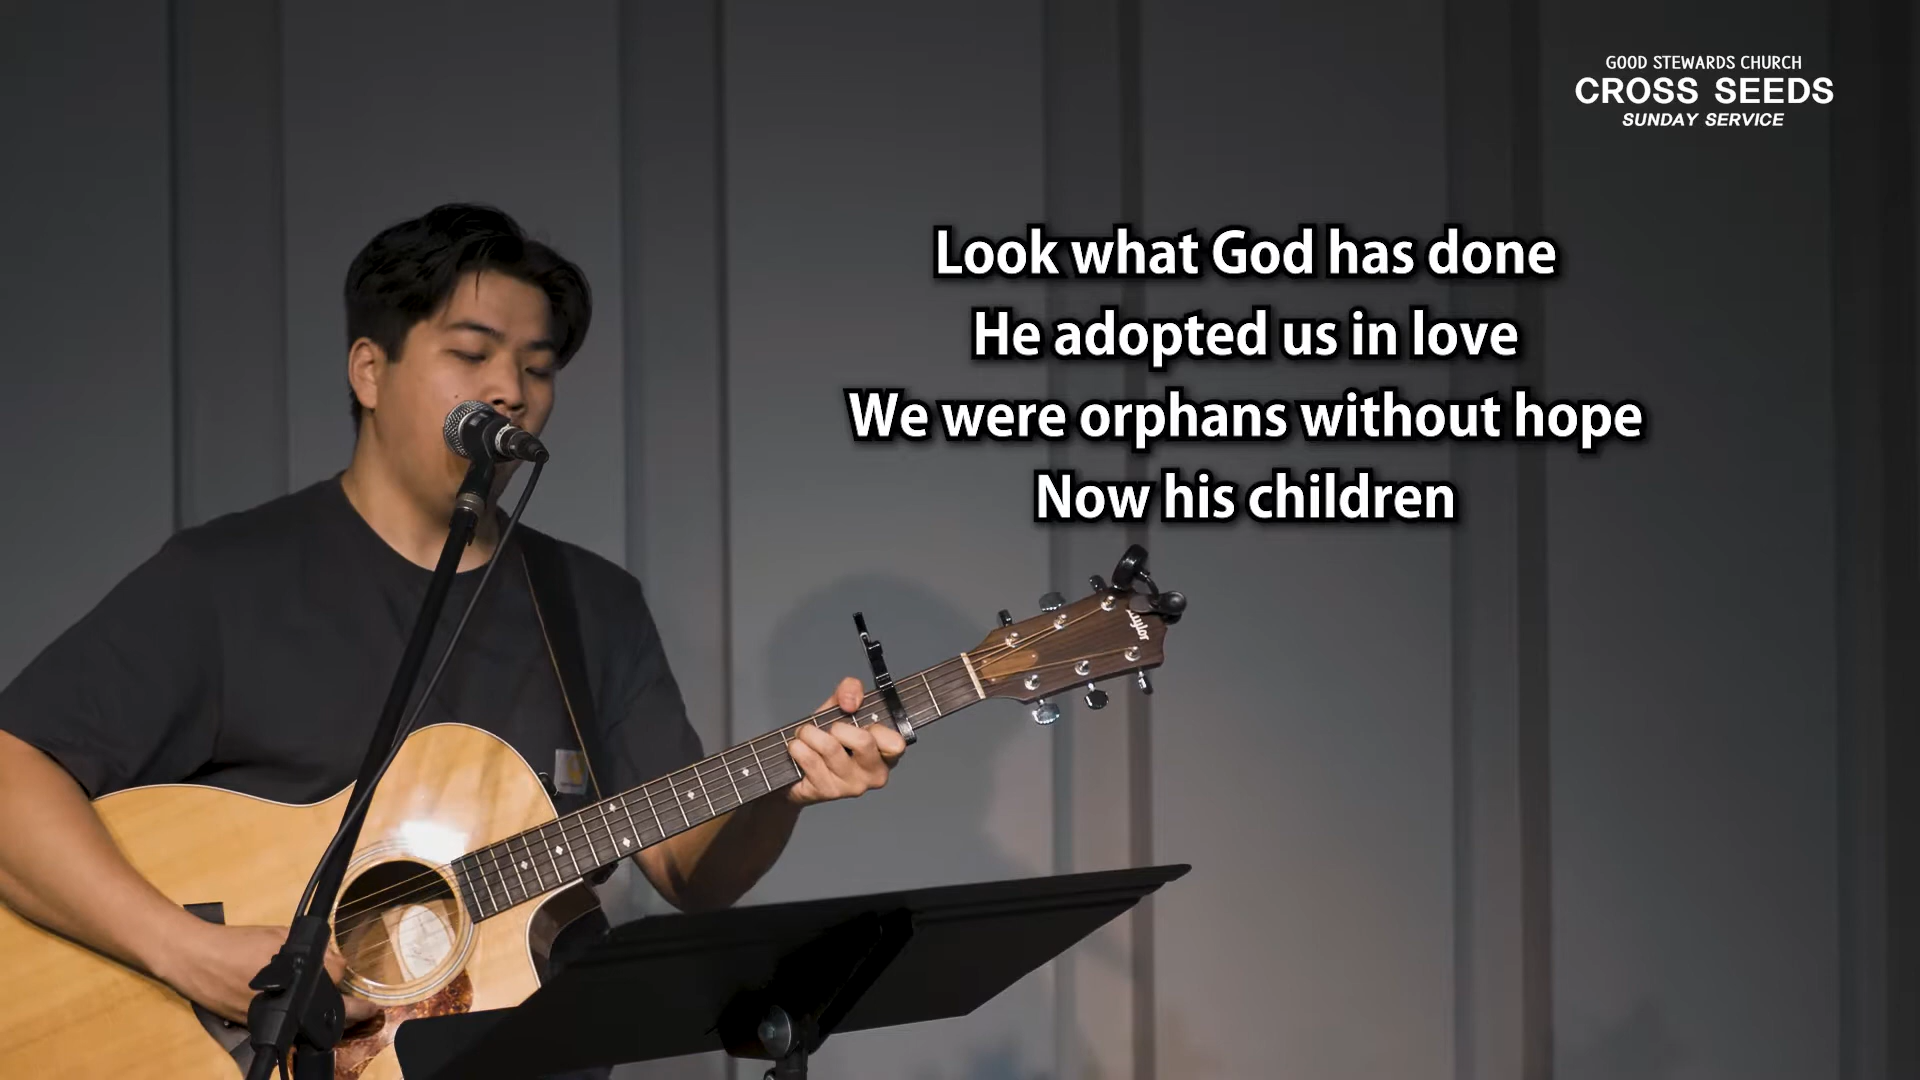 GOOD STEWARDS CHURCH
CROSS SEEDS
SUNDAY SERVICE
Look what God has done
He adopted us in love
We were orphans without hope
Now his children
Taylor